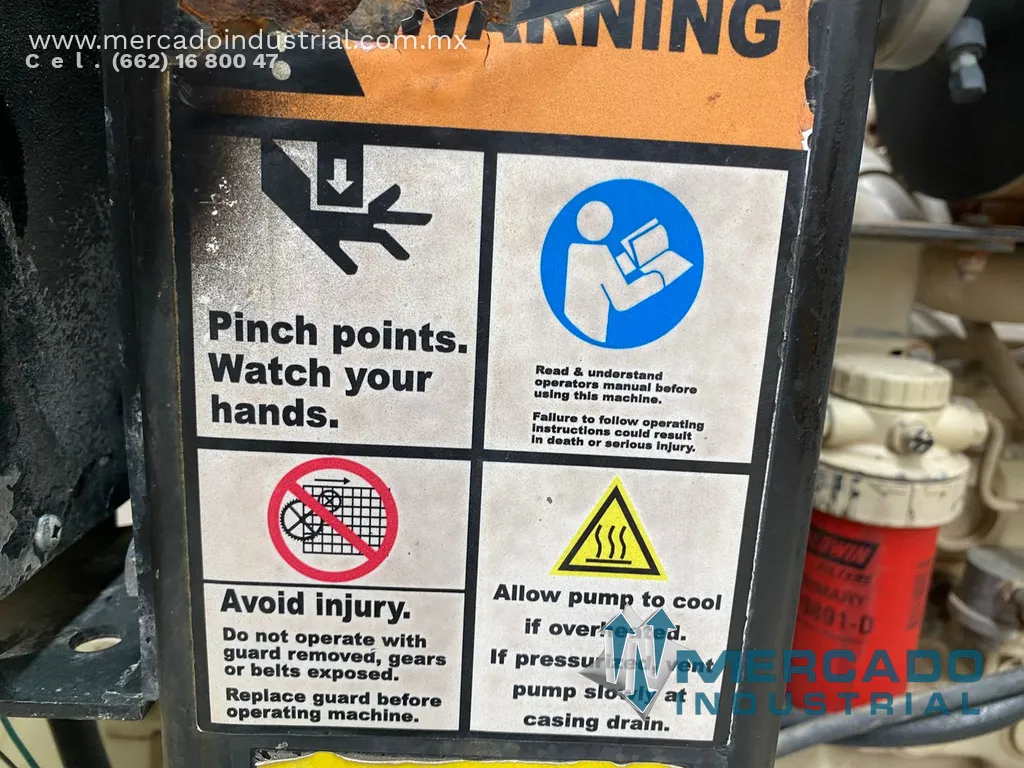 www.mercadoindustrial.com.mx
Cel. (662) 16 800 47
WARNING
Pinch points.
Watch your
hands.
Read & understand
operators manual before
using this machine.
Failure to follow operating
instructions could result
in death or serious injury.
Avoid injury.
Do not operate with
guard removed, gears
or belts exposed.
Replace guard before
operating machine.
Allow pump to cool
if overheated.
If pressurized, vent
pump slowly at
casing drain.
MERCADO
INDUSTRIAL